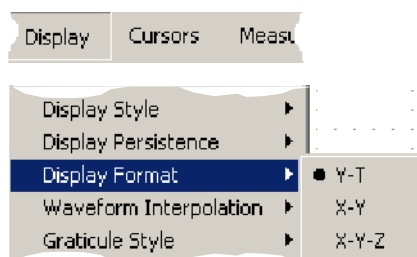 Display Cursors
Display Style
Display Persistence
Display Format
Y-T
Waveform Interpolation
X-Y
Graticule Style
X-Y-Z